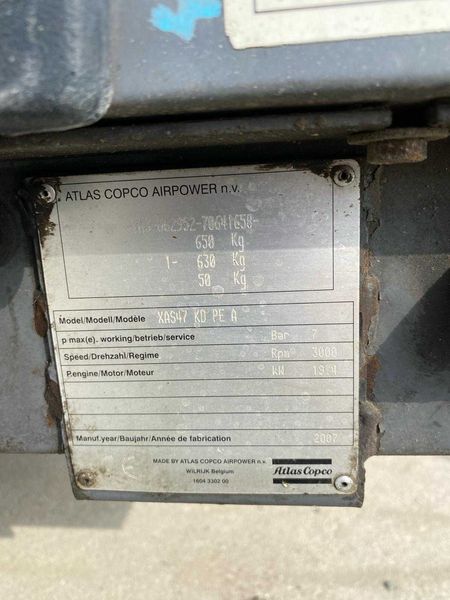 ATLAS COPCO AIRPOWER n.v.
650 Kg
1- 630 Kg
50 Kg
Model/Modell/Modèle XAS47 KD PE A
p max(e). working/betrieb/service Bar 7
Speed/Drehzahl/Regime Rpm 3000
P.engine/Motor/Moteur kW
Manuf.year/Baujahr/Année de fabrication 2007
MADE BY ATLAS COPCO AIRPOWER n.v.
WILRIJK Belgium
1604 3302 00
Atlas Copco